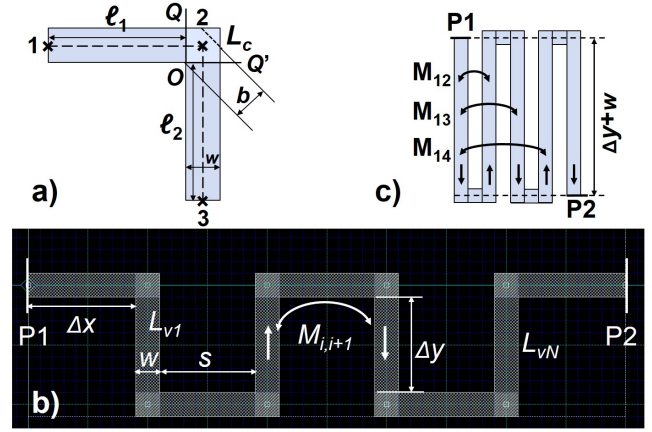 ℓ₁
Q
2
L_c
1
O
Q'
b
ℓ₂
w
a)
3
P1
M₁₂
M₁₃
M₁₄
Δy+w
c)
P2
P1
Δx
L_v1
w
s
M_i,i+1
Δy
L_vN
P2
b)